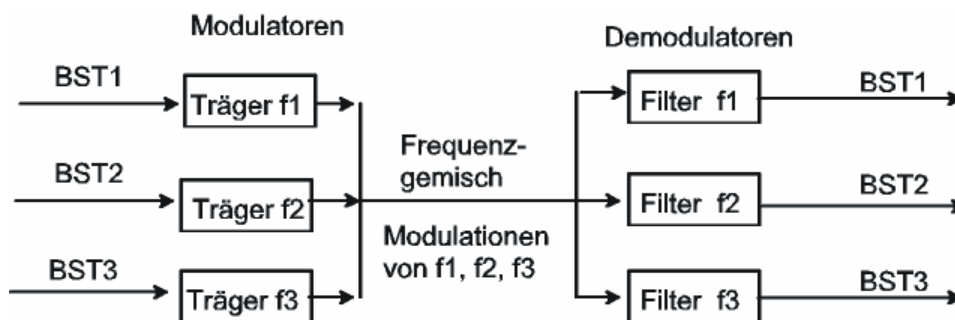 Modulatoren
Demodulatoren
BST1
Träger f1
Filter f1
BST1
BST2
Träger f2
Frequenz-
gemisch
Filter f2
BST2
Modulationen
von f1, f2, f3
BST3
Träger f3
Filter f3
BST3